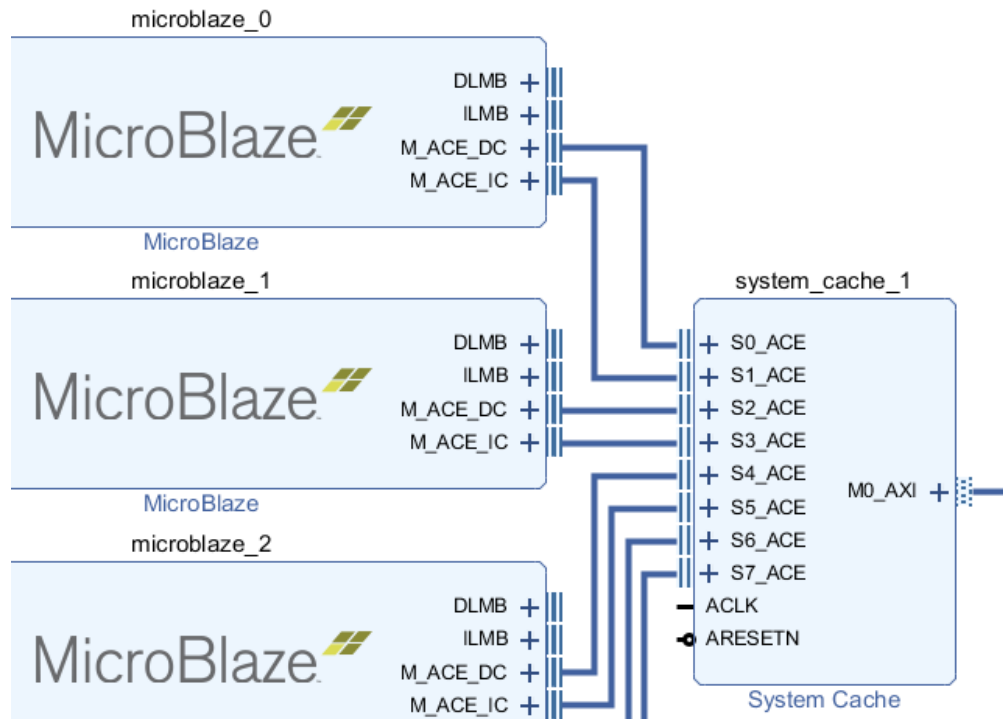 microblaze_0
DLMB
ILMB
MicroBlaze
M_ACE_DC
M_ACE_IC
MicroBlaze
microblaze_1
DLMB
ILMB
MicroBlaze
M_ACE_DC
M_ACE_IC
MicroBlaze
microblaze_2
DLMB
ILMB
MicroBlaze
M_ACE_DC
M_ACE_IC
system_cache_1
S0_ACE
S1_ACE
S2_ACE
S3_ACE
S4_ACE
S5_ACE
S6_ACE
S7_ACE
ACLK
ARESETN
M0_AXI
System Cache